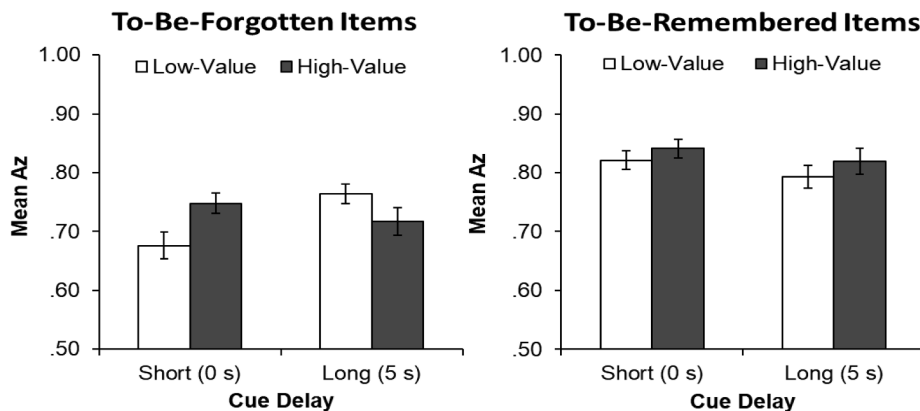 To-Be-Forgotten Items
1.00
Low-Value High-Value
.90
.80
.70
.60
.50
Mean Az
Short (0 s) Long (5 s)
Cue Delay
To-Be-Remembered Items
1.00
Low-Value High-Value
.90
.80
.70
.60
.50
Mean Az
Short (0 s) Long (5 s)
Cue Delay